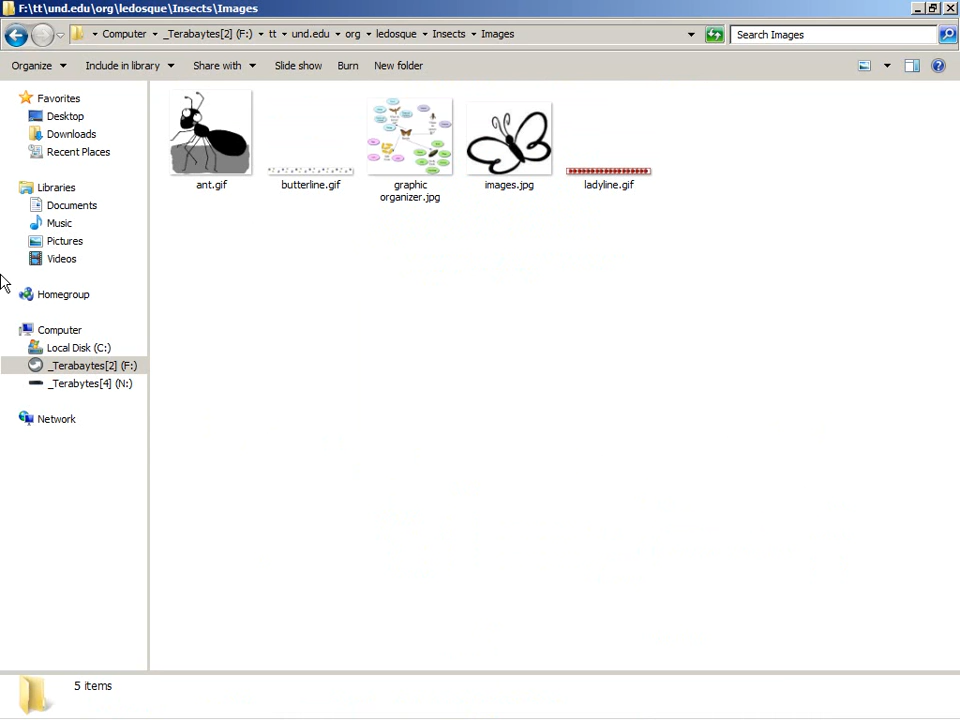 F:\tt\und.edu\org\ledosque\Insects\Images
Computer _Terabaytes[2] (F:) tt und.edu org ledosque Insects Images
Search Images
Organize Include in library Share with Slide show Burn New folder
Favorites
Desktop
Downloads
Recent Places
Libraries
Documents
Music
Pictures
Videos
Homegroup
Computer
Local Disk (C:)
_Terabaytes[2] (F:)
_Terabytes[4] (N:)
Network
ant.gif
butterline.gif
graphic
organizer.jpg
images.jpg
ladyline.gif
5 items